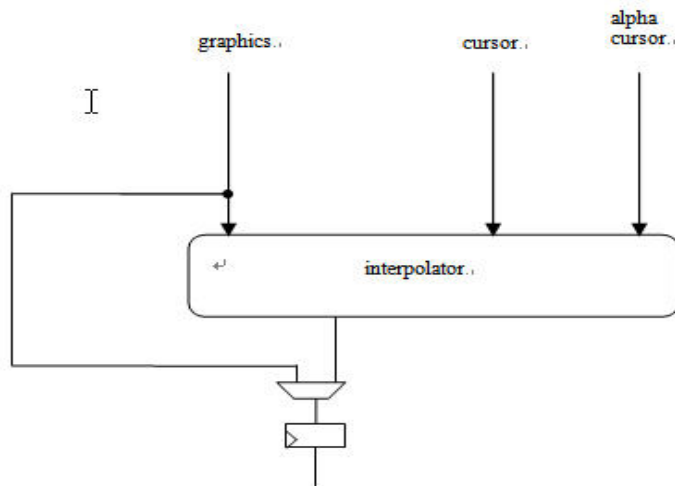 graphics.
cursor.
alpha
cursor.
interpolator.